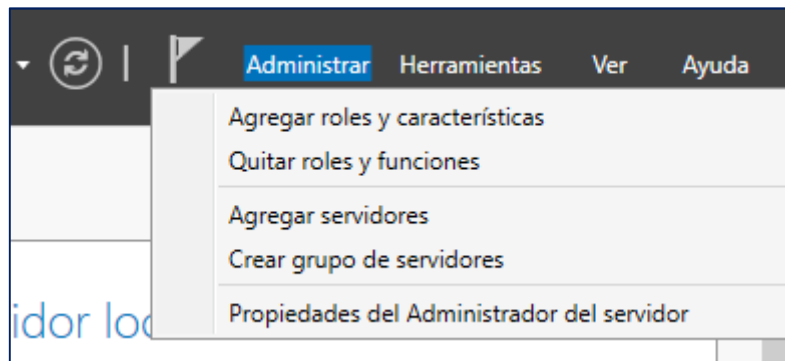 Administrar Herramientas Ver Ayuda
Agregar roles y características
Quitar roles y funciones
Agregar servidores
Crear grupo de servidores
Propiedades del Administrador del servidor
idor loc